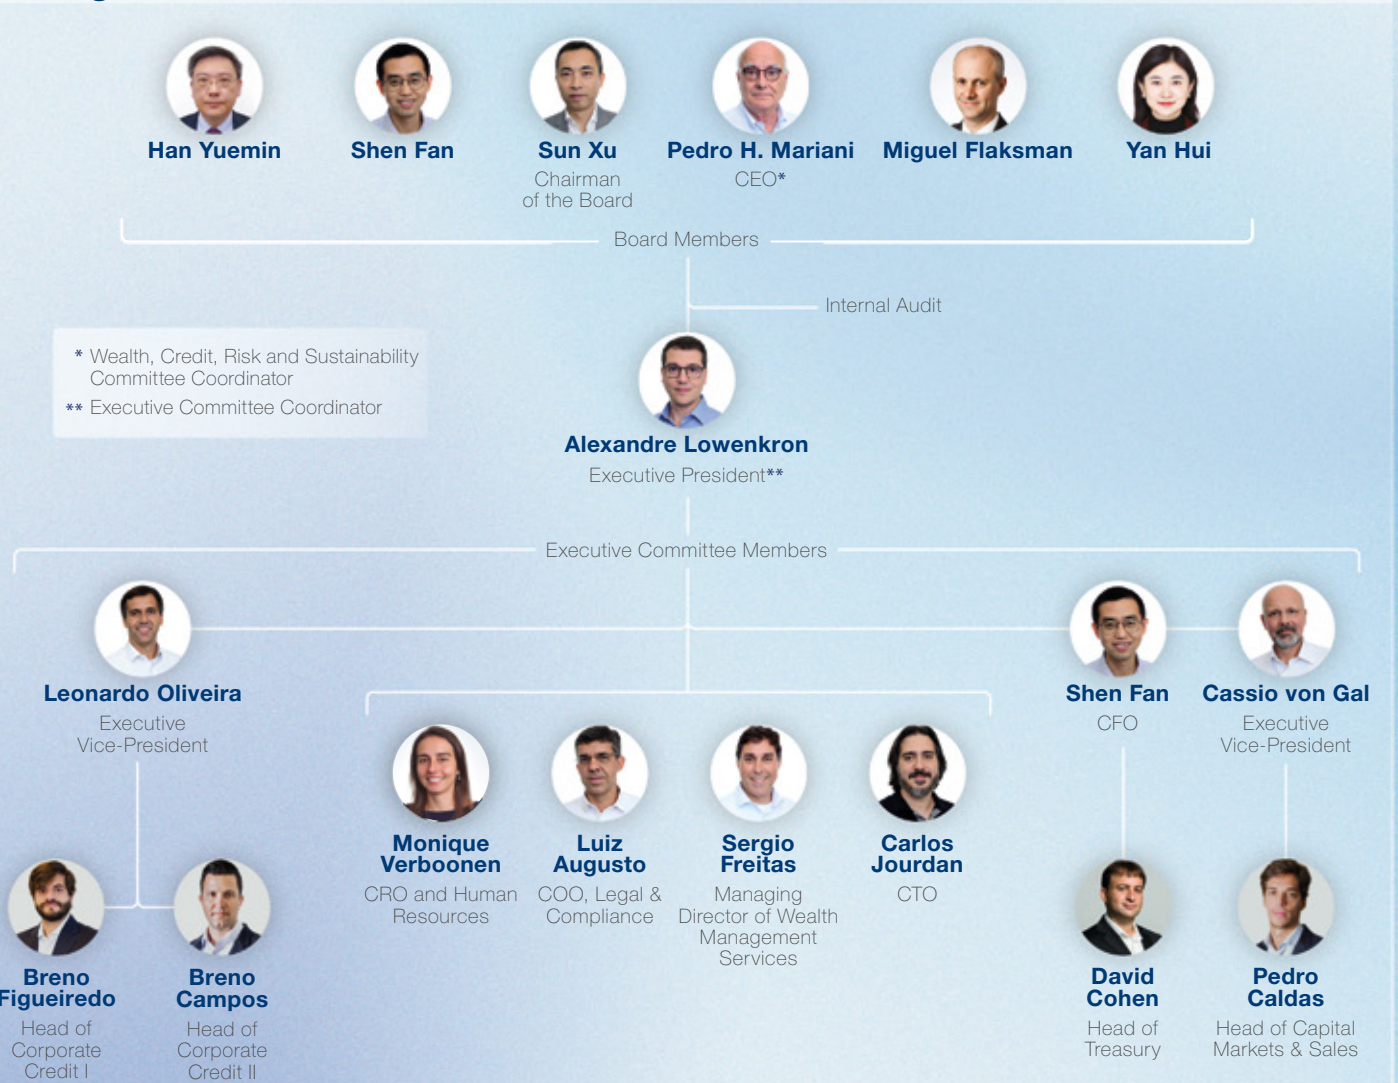 Han Yuemin
Shen Fan
Sun Xu
Chairman
of the Board
Pedro H. Mariani
CEO*
Miguel Flaksman
Yan Hui
Board Members
Internal Audit
* Wealth, Credit, Risk and Sustainability
Committee Coordinator
** Executive Committee Coordinator
Alexandre Lowenkron
Executive President**
Executive Committee Members
Leonardo Oliveira
Executive
Vice-President
Shen Fan
CFO
Cassio von Gal
Executive
Vice-President
Monique
Verboonen
CRO and Human
Resources
Luiz
Augusto
COO, Legal &
Compliance
Sergio
Freitas
Managing
Director of Wealth
Management
Services
Carlos
Jourdan
CTO
Breno
Figueiredo
Head of
Corporate
Credit I
Breno
Campos
Head of
Corporate
Credit II
David
Cohen
Head of
Treasury
Pedro
Caldas
Head of Capital
Markets & Sales